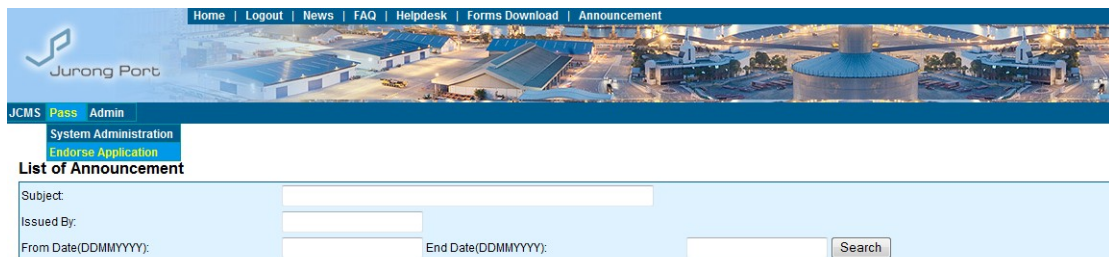 Home | Logout | News | FAQ | Helpdesk | Forms Download | Announcement
Jurong Port
JCMS Pass Admin
System Administration
Endorse Application
List of Announcement
Subject:
Issued By:
From Date(DDMMYYYY): End Date(DDMMYYYY): Search